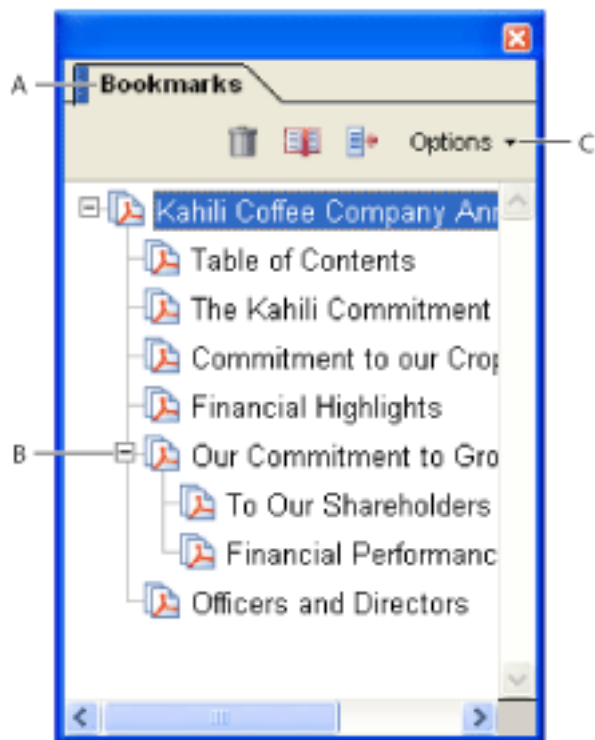 A
Bookmarks
Options
C
Kahili Coffee Company Ann
Table of Contents
The Kahili Commitment
Commitment to our Crop
Financial Highlights
B
Our Commitment to Gro
To Our Shareholders
Financial Performanc
Officers and Directors